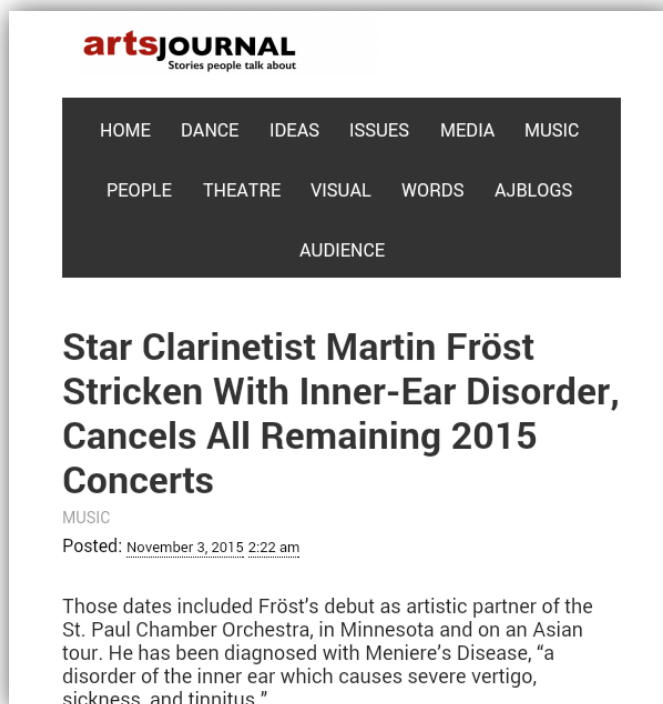 artsJOURNAL
Stories people talk about
HOME DANCE IDEAS ISSUES MEDIA MUSIC
PEOPLE THEATRE VISUAL WORDS AJBLOGS
AUDIENCE
Star Clarinetist Martin Fröst
Stricken With Inner-Ear Disorder,
Cancels All Remaining 2015
Concerts
MUSIC
Posted: November 3, 2015 2:22 am
Those dates included Fröst’s debut as artistic partner of the
St. Paul Chamber Orchestra, in Minnesota and on an Asian
tour. He has been diagnosed with Meniere’s Disease, “a
disorder of the inner ear which causes severe vertigo,
sickness, and tinnitus.”